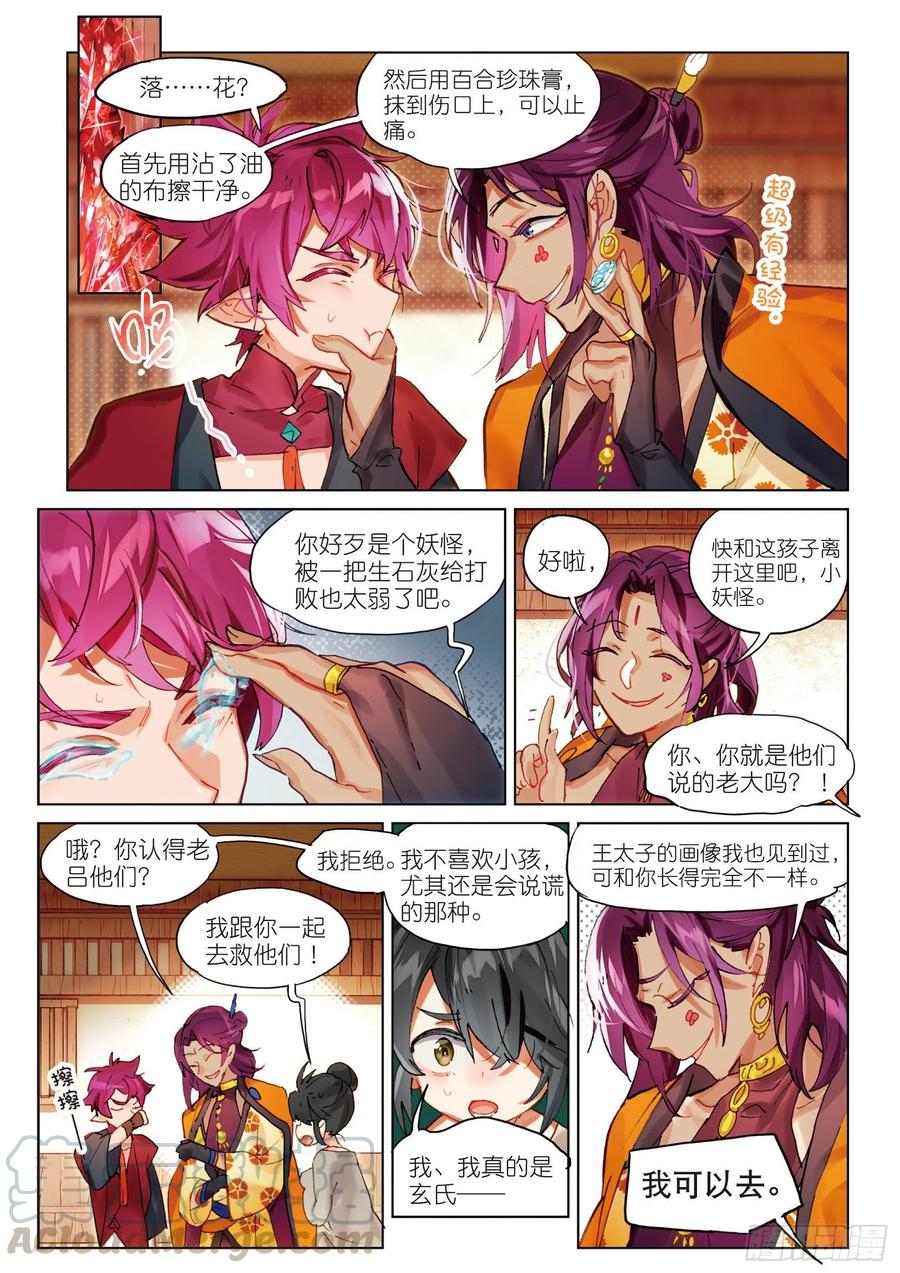 落……花？
首先用沾了油
的布擦干净。
然后用百合珍珠膏，
抹到伤口上，可以止
痛。
超级有经验。
呜
你好歹是个妖怪，
被一把生石灰给打
败也太弱了吧。
好啦，
快和这孩子离
开这里吧，小
妖怪。
你、你就是他们
说的老大吗？！
哦？你认得老
吕他们？
我跟你一起
去救他们！
我拒绝。
擦
擦
我不喜欢小孩，
尤其还是会说谎
的那种。
我、我真的是
玄氏——
王太子的画像我也见到过，
可和你长得完全不一样。
我可以去。
AcloudMerge.com
腾讯动漫